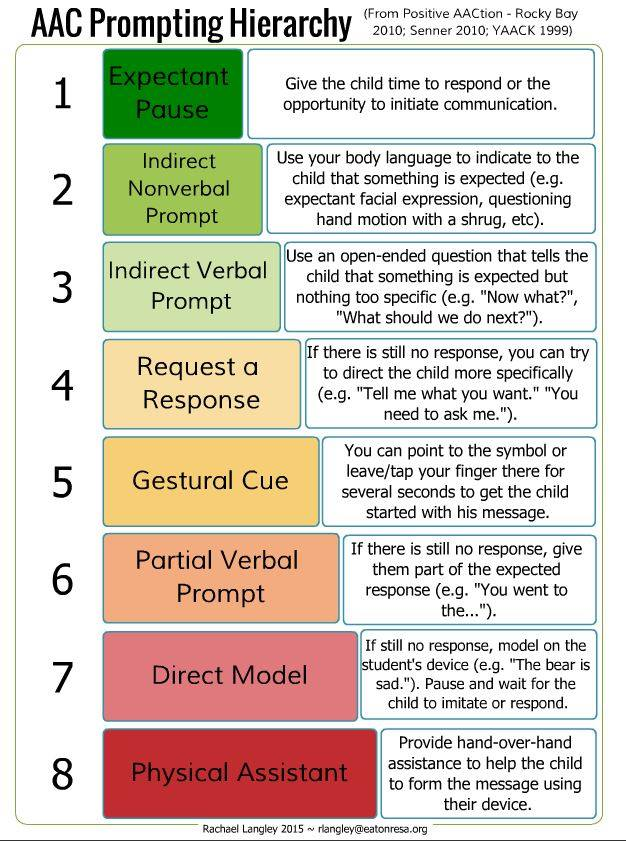 AAC Prompting Hierarchy
(From Positive AACtion - Rocky Bay
2010; Senner 2010; YAACK 1999)
1
Expectant
Pause
Give the child time to respond or the
opportunity to initiate communication.
2
Indirect
Nonverbal
Prompt
Use your body language to indicate to the
child that something is expected (e.g.
expectant facial expression, questioning
hand motion with a shrug, etc).
3
Indirect Verbal
Prompt
Use an open-ended question that tells the
child that something is expected but
nothing too specific (e.g. "Now what?",
"What should we do next?").
4
Request a
Response
If there is still no response, you can try
to direct the child more specifically
(e.g. "Tell me what you want." "You
need to ask me.").
5
Gestural Cue
You can point to the symbol or
leave/tap your finger there for
several seconds to get the child
started with his message.
6
Partial Verbal
Prompt
If there is still no response, give
them part of the expected
response (e.g. "You went to
the...").
7
Direct Model
If still no response, model on the
student's device (e.g. "The bear is
sad."). Pause and wait for the
child to imitate or respond.
8
Physical Assistant
Provide hand-over-hand
assistance to help the child
to form the message using
their device.
Rachael Langley 2015 ~ rlangley@eatonresa.org